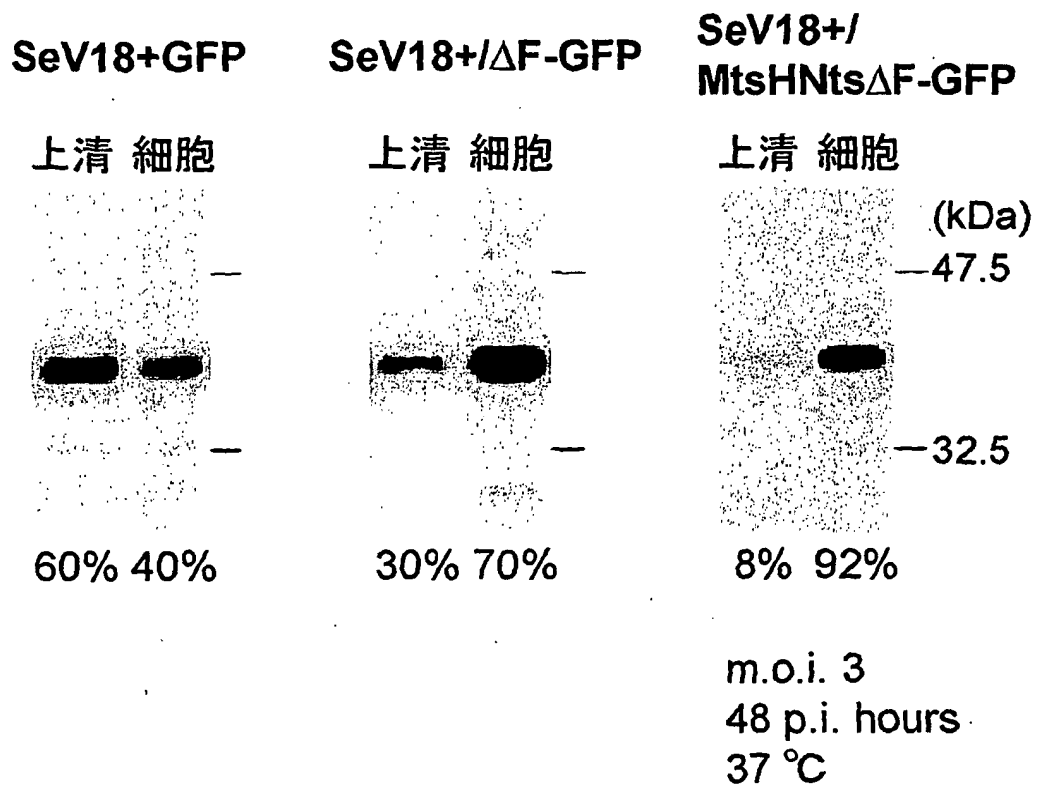 SeV18+GFP
SeV18+/ΔF-GFP
SeV18+/
MtsHNtsΔF-GFP
上清 細胞
上清 細胞
上清 細胞
(kDa)
47.5
32.5
60% 40%
30% 70%
8% 92%
m.o.i. 3
48 p.i. hours
37 ℃